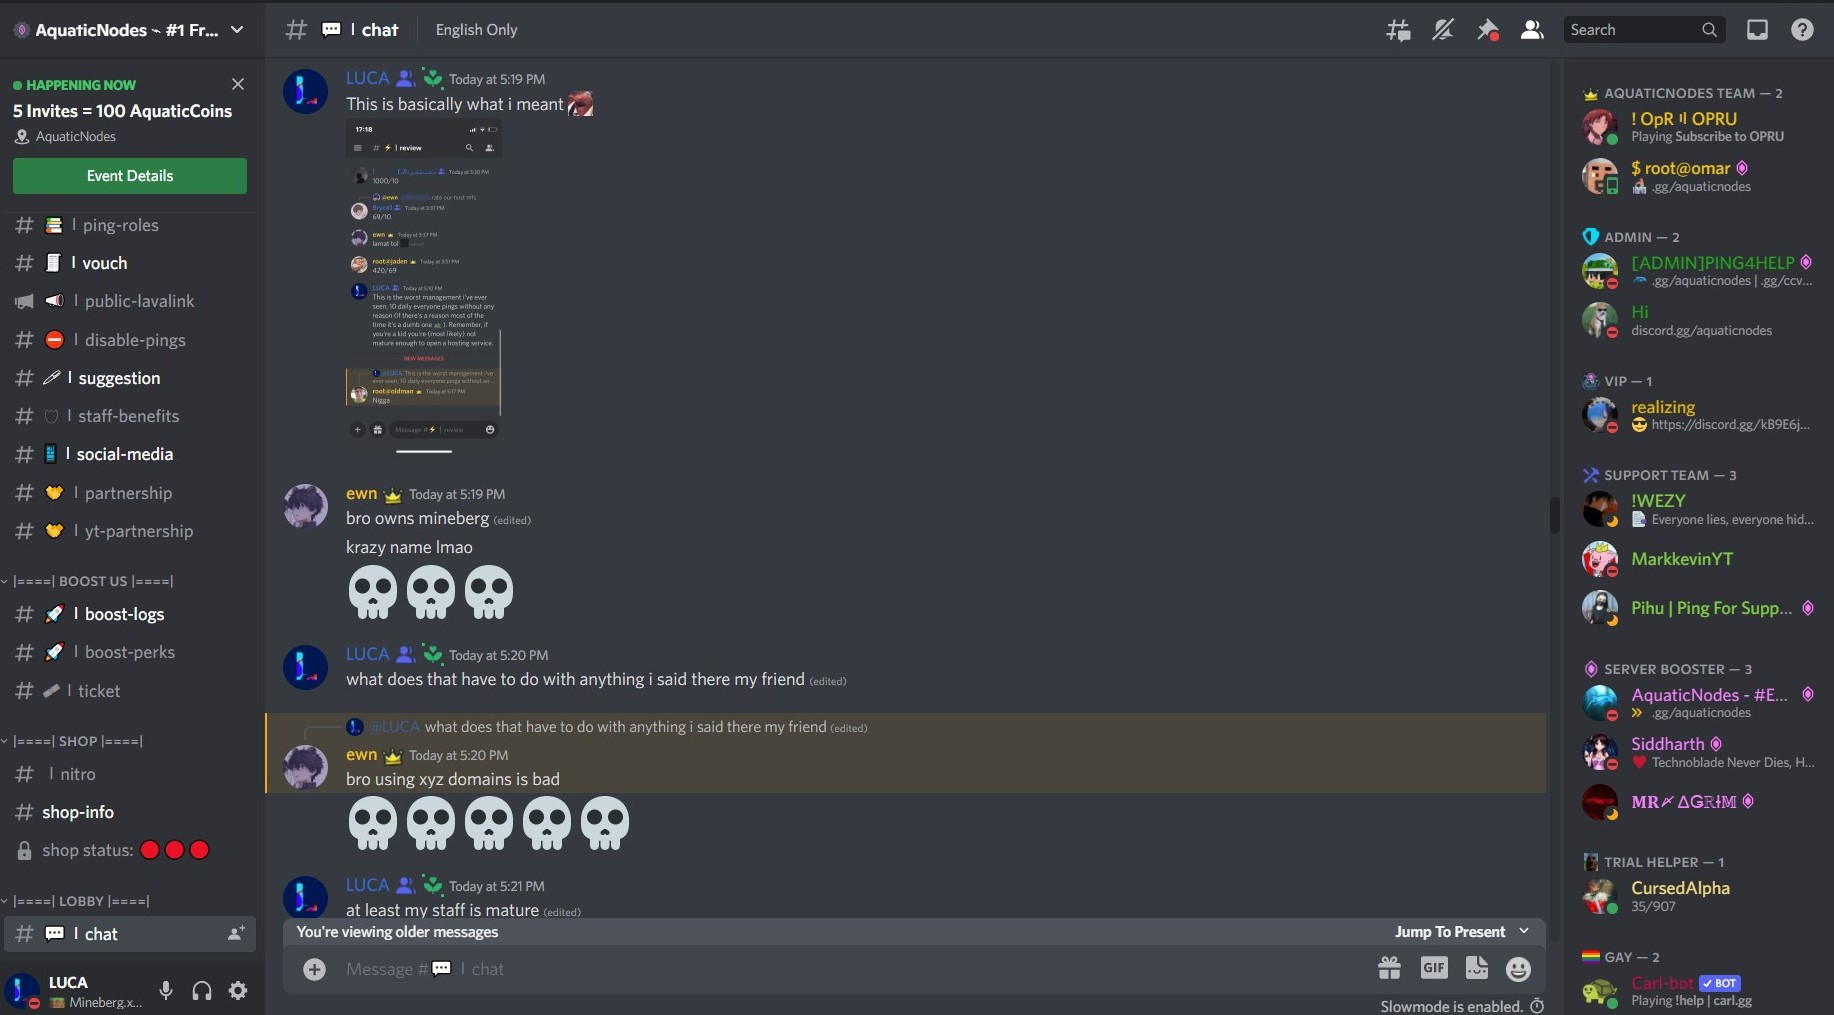 AquaticNodes ~ #1 Fr...
HAPPENING NOW
5 Invites = 100 AquaticCoins
AquaticNodes
Event Details
ping-roles
vouch
public-lavalink
disable-pings
suggestion
staff-benefits
social-media
partnership
yt-partnership
|====| BOOST US |====|
boost-logs
boost-perks
ticket
|====| SHOP |====|
nitro
shop-info
shop status:
|====| LOBBY |====|
chat
LUCA
Mineberg.x...
# | chat English Only
LUCA Today at 5:19 PM
This is basically what i meant
17:18
# | review
Today at 3:30 PM
1000/10
@ewn rate our host mfs
Today at 3:37 PM
69/10
ewn Today at 3:37 PM
lamat tol
root@jaden Today at 3:51 PM
420/69
LUCA Today at 5:10 PM
This is the worst management i've ever
seen, 10 daily everyone pings without any
reason (if there's a reason most of the
time it's a dumb one). Remember, if
you're a kid you're (most likely) not
mature enough to open a hosting service.
NEW MESSAGES
@LUCA This is the worst management i've
ever seen, 10 daily everyone pings without an...
root@oldman Today at 5:17 PM
Nigga
Message # | review
ewn Today at 5:19 PM
bro owns mineberg (edited)
krazy name lmao
LUCA Today at 5:20 PM
what does that have to do with anything i said there my friend (edited)
@LUCA what does that have to do with anything i said there my friend (edited)
ewn Today at 5:20 PM
bro using xyz domains is bad
LUCA Today at 5:21 PM
at least my staff is mature (edited)
You're viewing older messages Jump To Present
Message # | chat
GIF
Slowmode is enabled.
Search
AQUATICNODES TEAM — 2
! OpR OPRU
Playing Subscribe to OPRU
$ root@omar
.gg/aquaticnodes
ADMIN — 2
[ADMIN]PING4HELP
.gg/aquaticnodes | .gg/ccv...
Hi
discord.gg/aquaticnodes
VIP — 1
realizing
https://discord.gg/kB9E6j...
SUPPORT TEAM — 3
!WEZY
Everyone lies, everyone hid...
MarkkevinYT
Pihu | Ping For Supp...
SERVER BOOSTER — 3
AquaticNodes - #E...
.gg/aquaticnodes
Siddharth
Technoblade Never Dies, H...
TRIAL HELPER — 1
CursedAlpha
35/907
GAY — 2
Carl-bot BOT
Playing !help | carl.gg